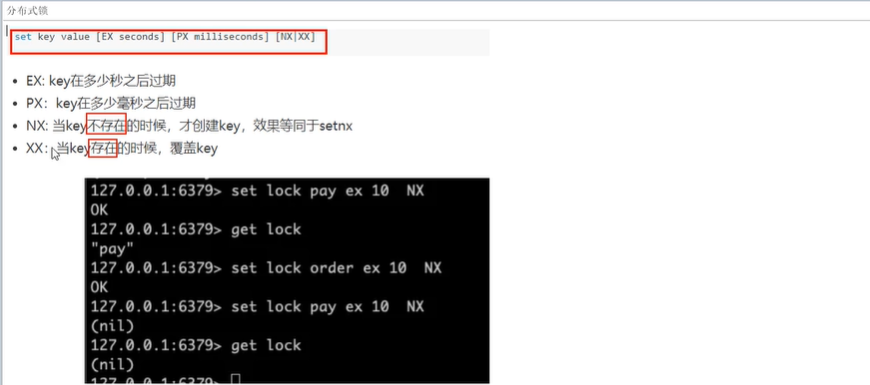 分布式锁
set key value [EX seconds] [PX milliseconds] [NX|XX]
• EX: key在多少秒之后过期
• PX：key在多少毫秒之后过期
• NX: 当key不存在的时候，才创建key，效果等同于setnx
• XX：当key存在的时候，覆盖key
127.0.0.1:6379> set lock pay ex 10  NX
OK
127.0.0.1:6379> get lock
"pay"
127.0.0.1:6379> set lock order ex 10  NX
OK
127.0.0.1:6379> set lock pay ex 10  NX
(nil)
127.0.0.1:6379> get lock
(nil)
127.0.0.1:6379>